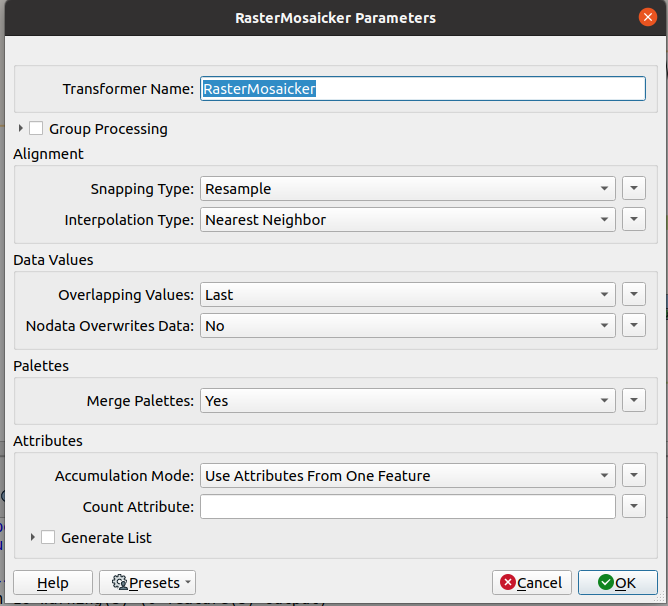 RasterMosaicker Parameters
Transformer Name: RasterMosaicker
Group Processing
Alignment
Snapping Type: Resample
Interpolation Type: Nearest Neighbor
Data Values
Overlapping Values: Last
Nodata Overwrites Data: No
Palettes
Merge Palettes: Yes
Attributes
Accumulation Mode: Use Attributes From One Feature
Count Attribute:
Generate List
Help Presets Cancel OK